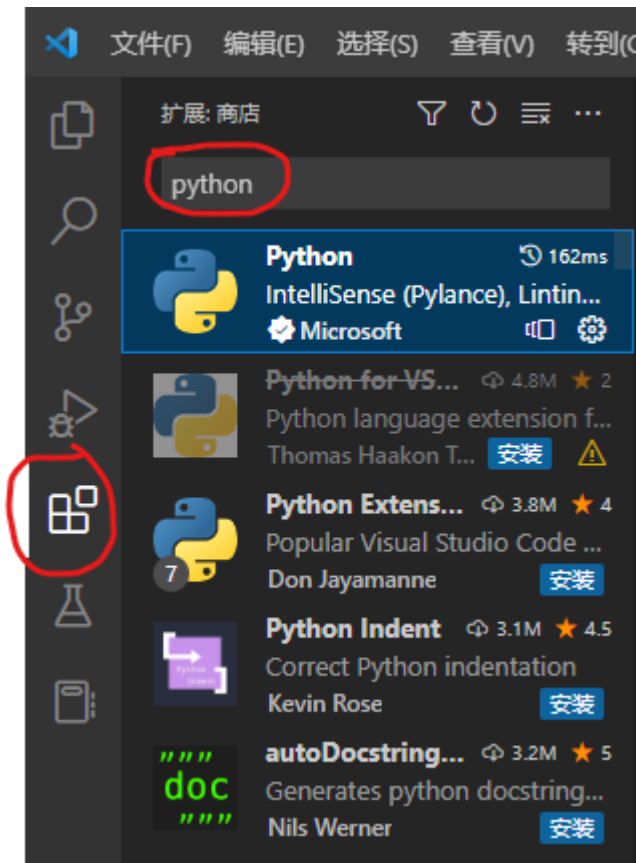 文件(F) 编辑(E) 选择(S) 查看(V) 转到(
扩展: 商店
python
Python 162ms
IntelliSense (Pylance), Lintin...
Microsoft
Python for VS... 4.8M 2
Python language extension f...
Thomas Haakon T... 安装
Python Extens... 3.8M 4
Popular Visual Studio Code ...
7
Don Jayamanne 安装
Python Indent 3.1M 4.5
Correct Python indentation
Python Indent
Kevin Rose 安装
autoDocstring... 3.2M 5
""" doc """
Generates python docstring...
Nils Werner 安装